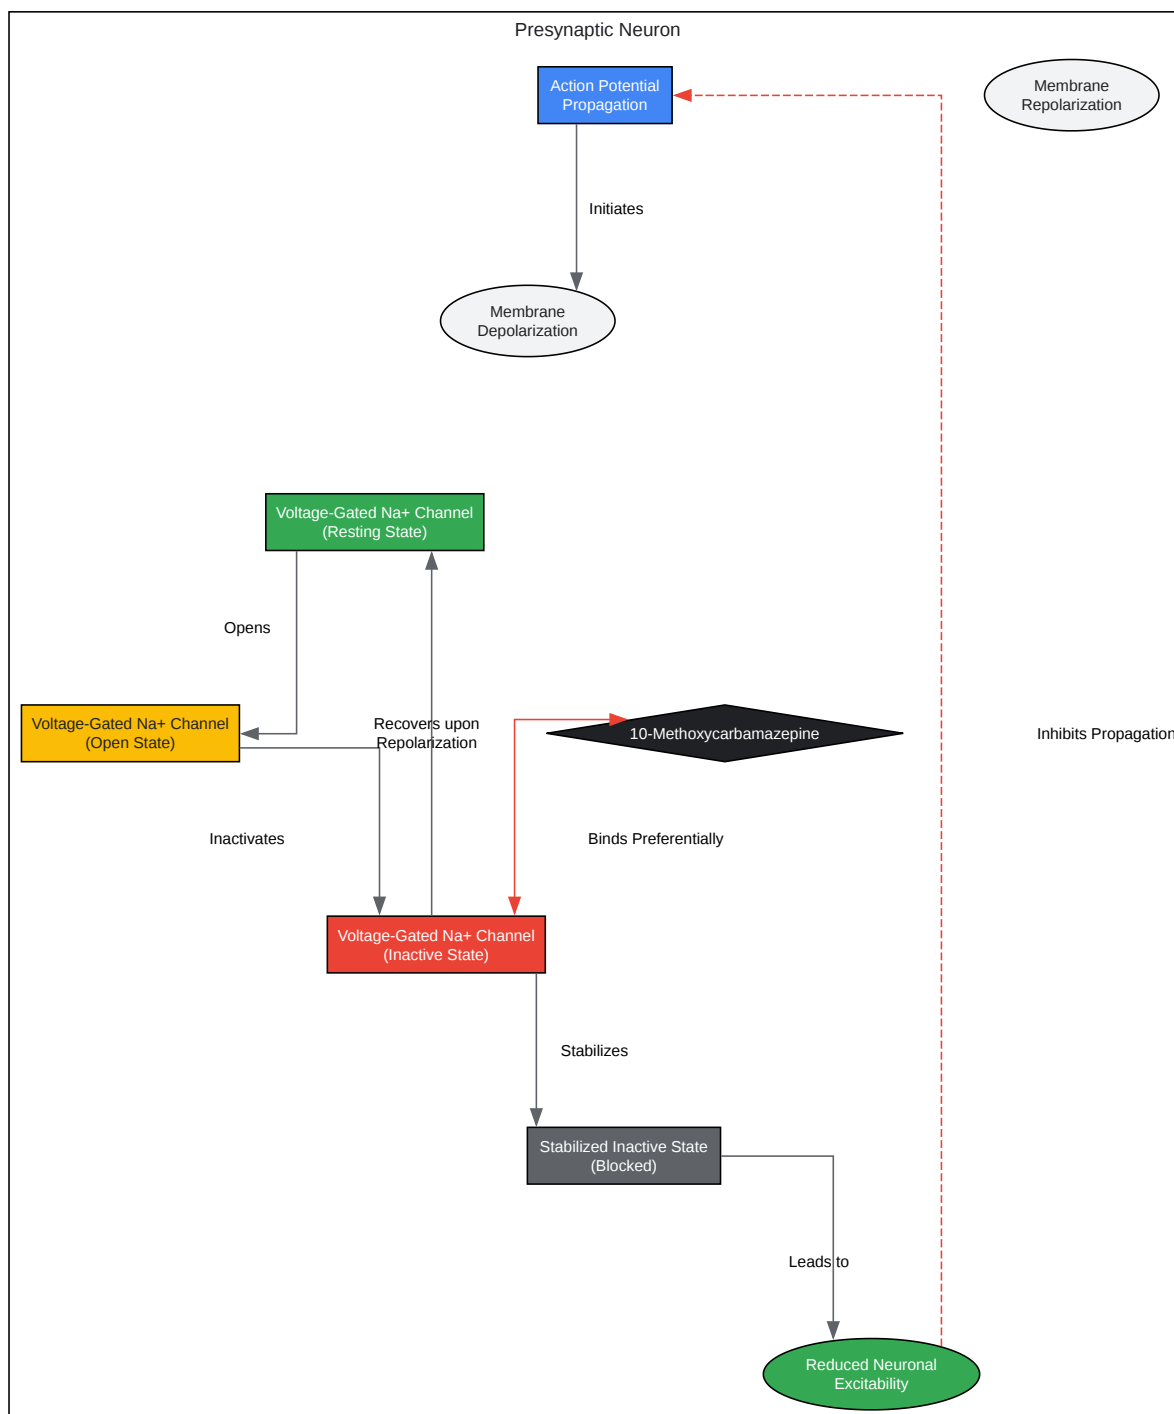 Presynaptic Neuron
Action Potential
Propagation
Membrane
Repolarization
Initiates
Membrane
Depolarization
Voltage-Gated Na+ Channel
(Resting State)
Opens
Voltage-Gated Na+ Channel
(Open State)
Recovers upon
Repolarization
10-Methoxycarbamazepine
Inhibits Propagation
Inactivates
Binds Preferentially
Voltage-Gated Na+ Channel
(Inactive State)
Stabilizes
Stabilized Inactive State
(Blocked)
Leads to
Reduced Neuronal
Excitability